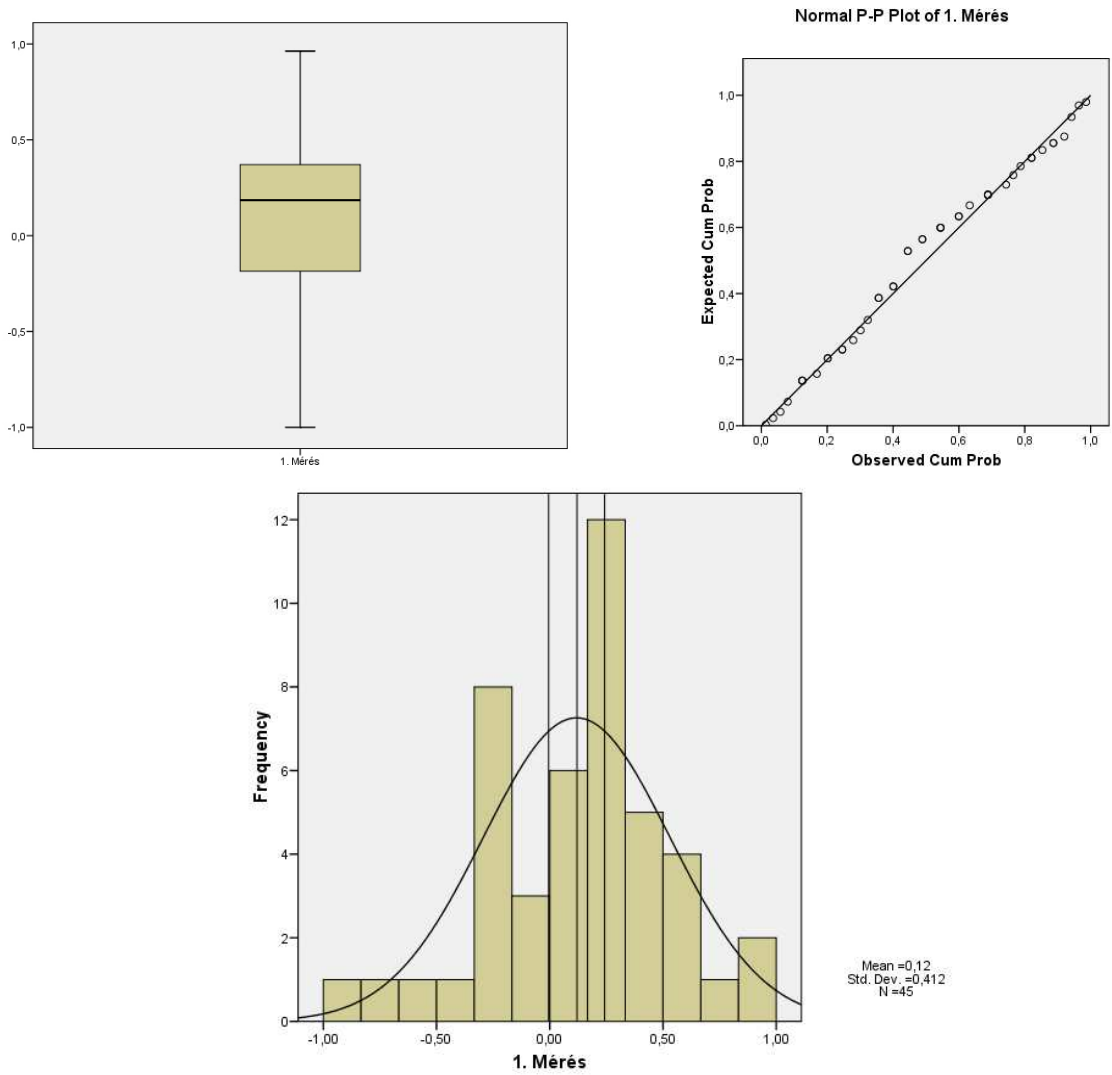 1,0
0,5
0,0
-0,5
-1,0
1. Mérés
Normal P-P Plot of 1. Mérés
Expected Cum Prob
1,0
0,8
0,6
0,4
0,2
0,0
0,0 0,2 0,4 0,6 0,8 1,0
Observed Cum Prob
Frequency
12
10
8
6
4
2
0
-1,00 -0,50 0,00 0,50 1,00
1. Mérés
Mean =0,12
Std. Dev. =0,412
N =45